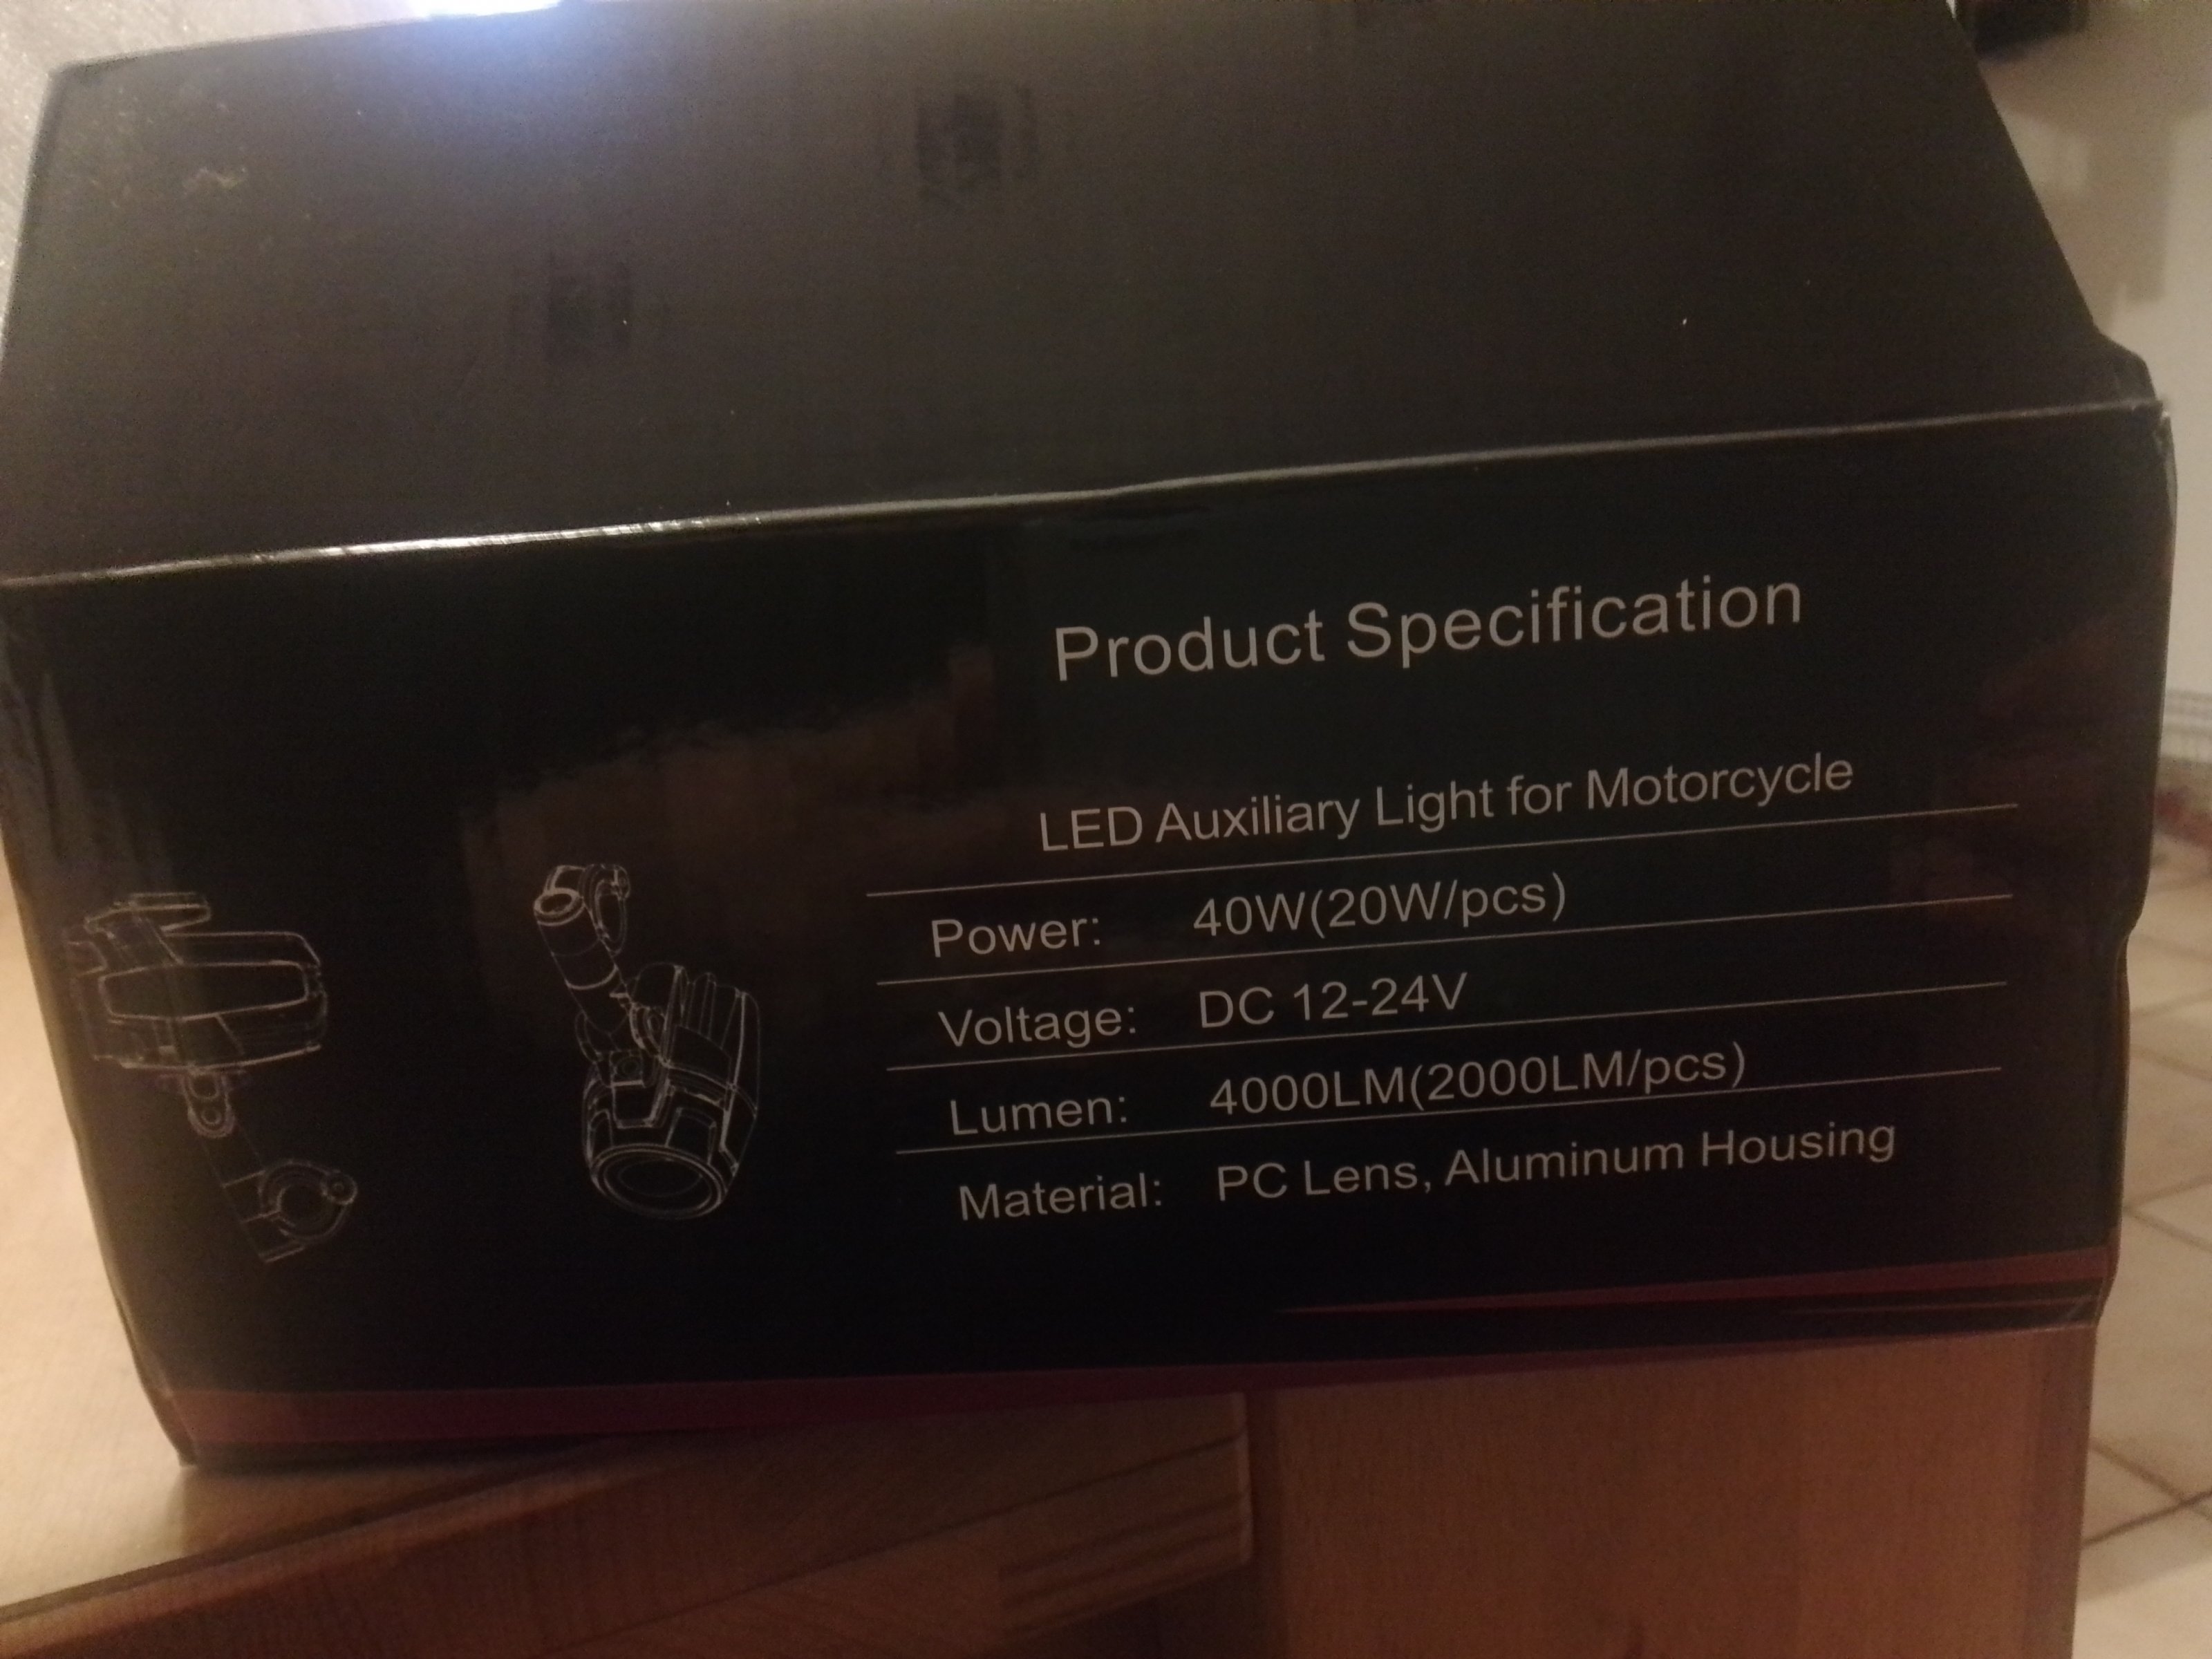 Product Specification
LED Auxiliary Light for Motorcycle
Power: 40W(20W/pcs)
Voltage: DC 12-24V
Lumen: 4000LM(2000LM/pcs)
Material: PC Lens, Aluminum Housing